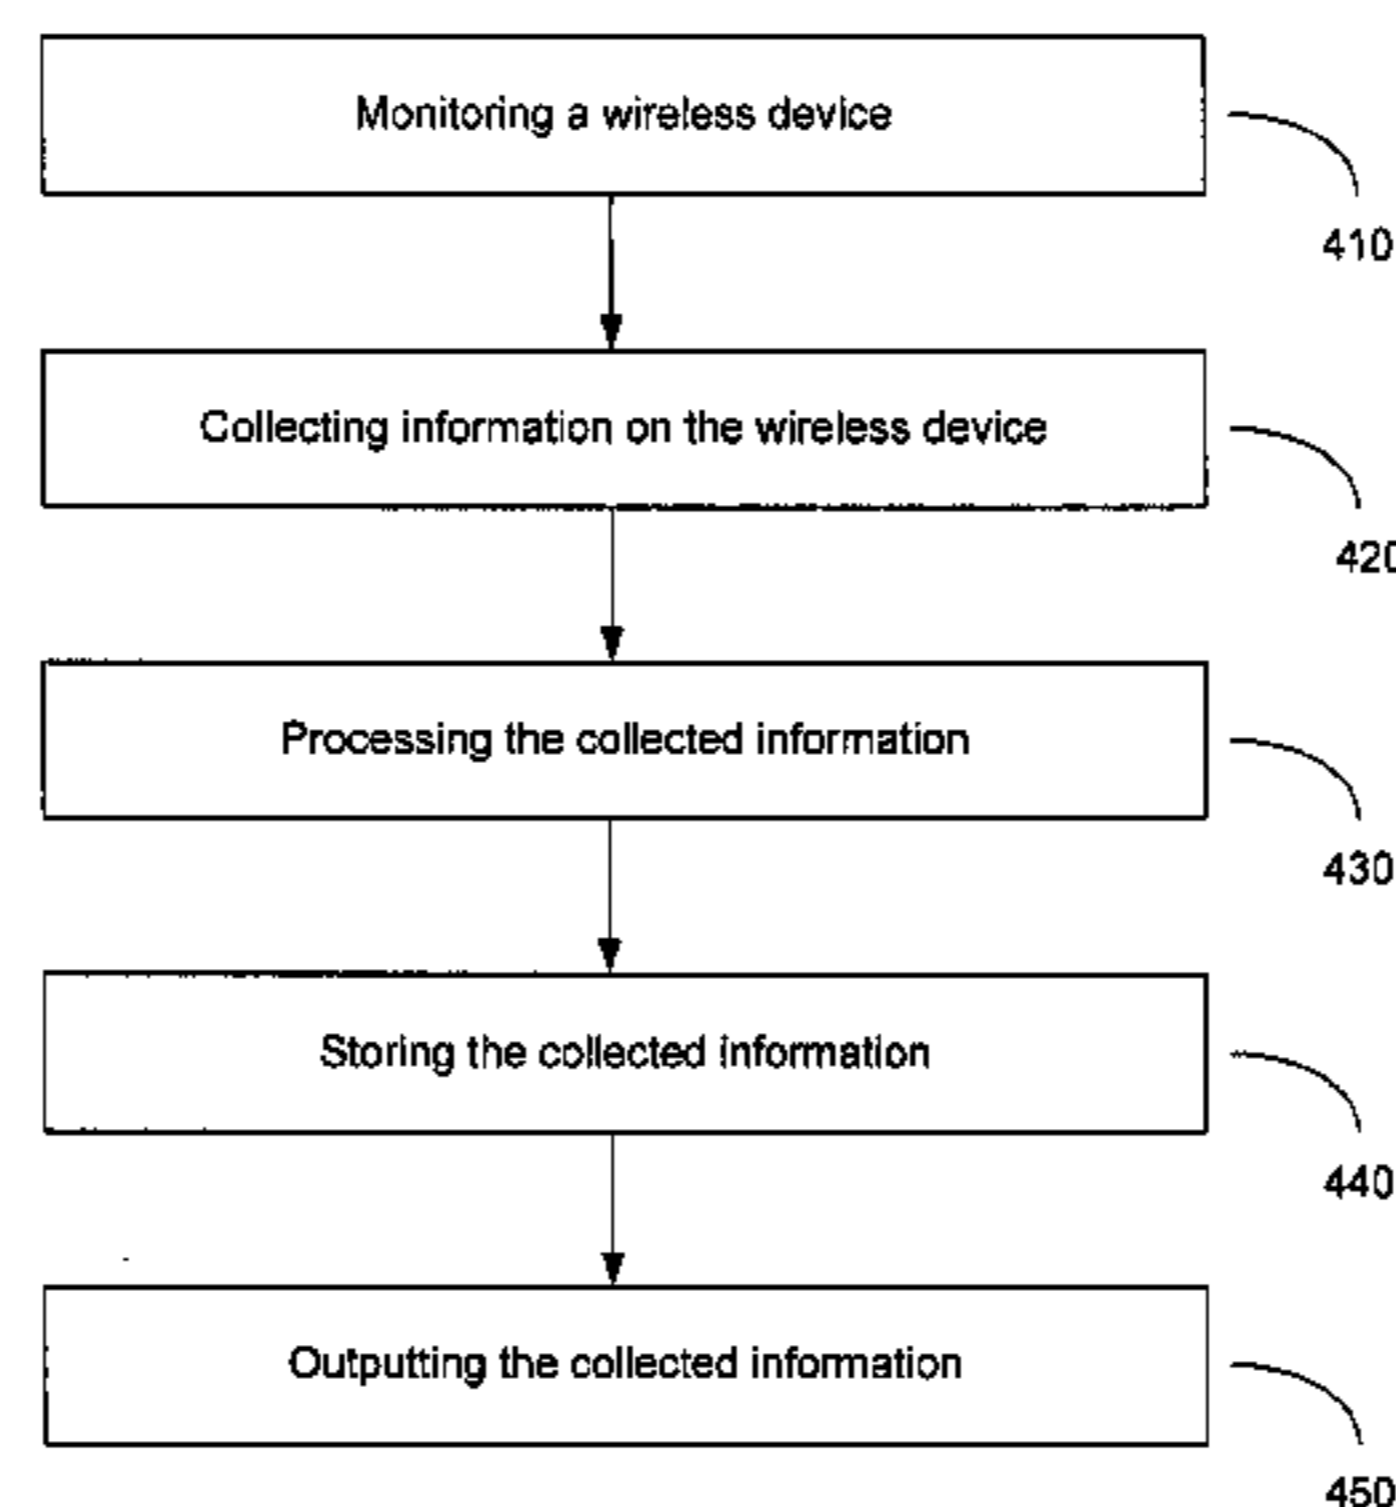 Monitoring a wireless device
410
Collecting information on the wireless device
420
Processing the collected information
430
Storing the collected information
440
Outputting the collected information
450